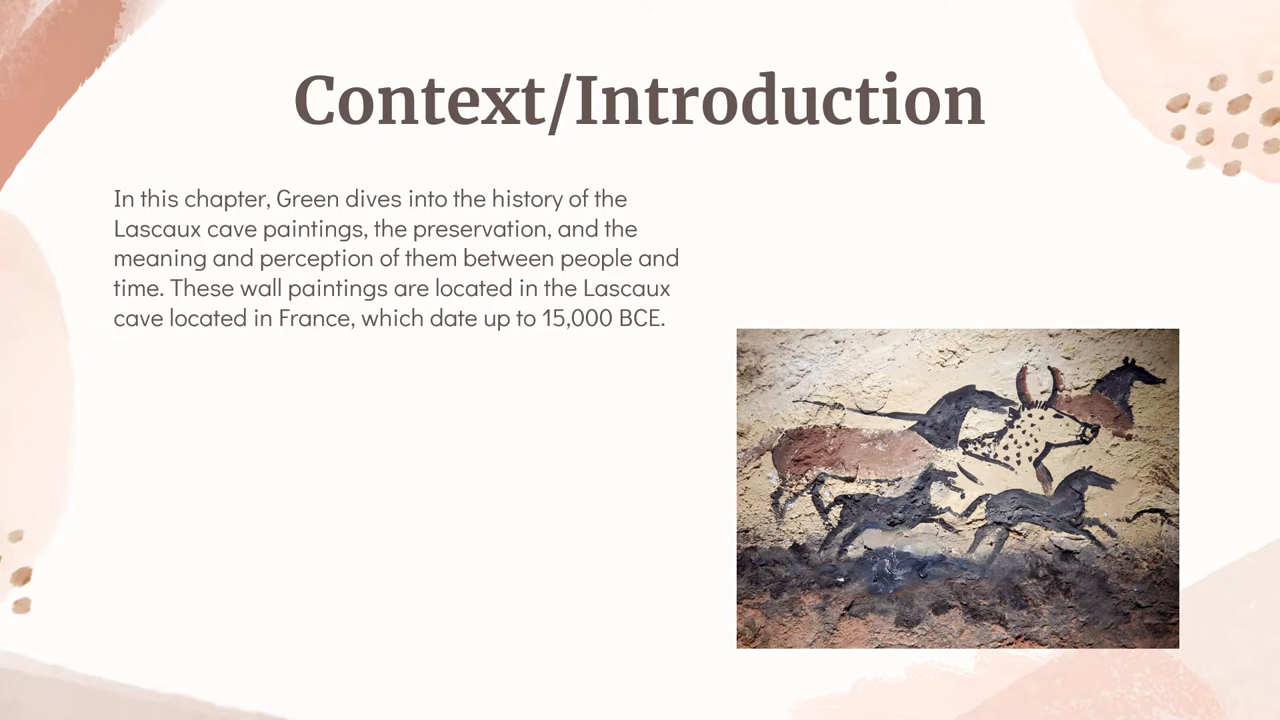 Context/Introduction
In this chapter, Green dives into the history of the
Lascaux cave paintings, the preservation, and the
meaning and perception of them between people and
time. These wall paintings are located in the Lascaux
cave located in France, which date up to 15,000 BCE.